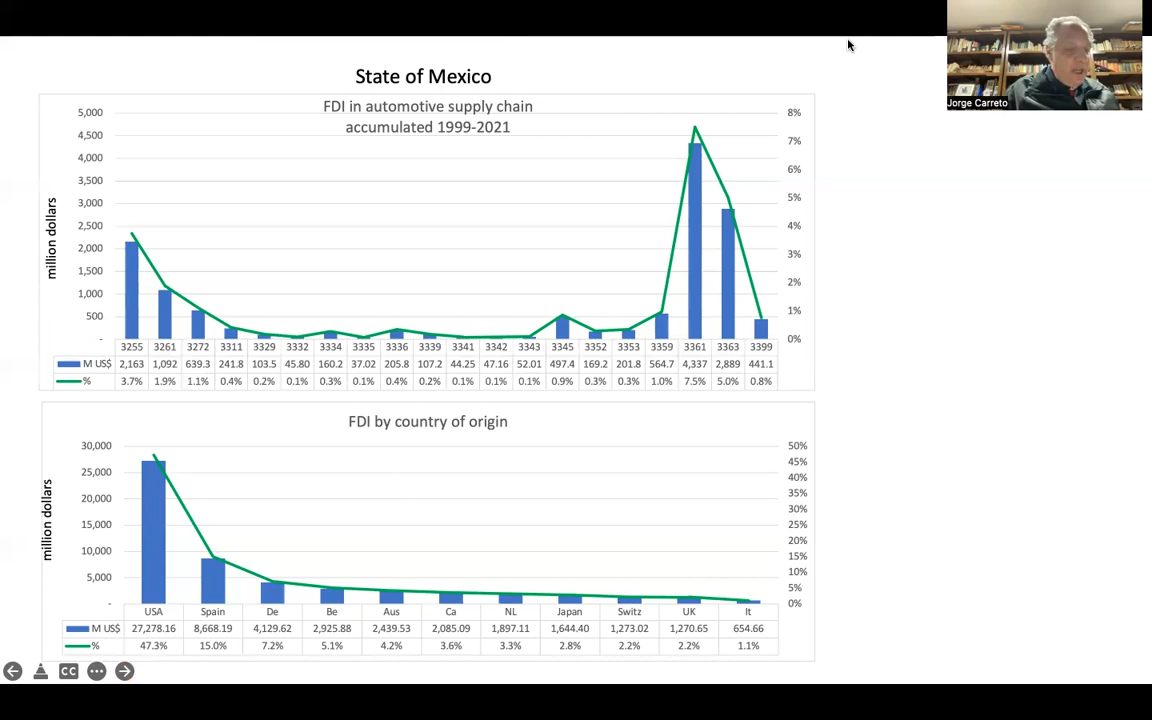 Jorge Carreto
State of Mexico
FDI in automotive supply chain
accumulated 1999-2021
million dollars
5,000
4,500
4,000
3,500
3,000
2,500
2,000
1,500
1,000
500
-
8%
7%
6%
5%
4%
3%
2%
1%
0%
3255 3261 3272 3311 3329 3332 3334 3335 3336 3339 3341 3342 3343 3345 3352 3353 3359 3361 3363 3399
M US$ 2,163 1,092 639.3 241.8 103.5 45.80 160.2 37.02 205.8 107.2 44.25 47.16 52.01 497.4 169.2 201.8 564.7 4,337 2,889 441.1
% 3.7% 1.9% 1.1% 0.4% 0.2% 0.1% 0.3% 0.1% 0.4% 0.2% 0.1% 0.1% 0.1% 0.9% 0.3% 0.3% 1.0% 7.5% 5.0% 0.8%
FDI by country of origin
million dollars
30,000
25,000
20,000
15,000
10,000
5,000
-
50%
45%
40%
35%
30%
25%
20%
15%
10%
5%
0%
USA Spain De Be Aus Ca NL Japan Switz UK It
M US$ 27,278.16 8,668.19 4,129.62 2,925.88 2,439.53 2,085.09 1,897.11 1,644.40 1,273.02 1,270.65 654.66
% 47.3% 15.0% 7.2% 5.1% 4.2% 3.6% 3.3% 2.8% 2.2% 2.2% 1.1%
CC